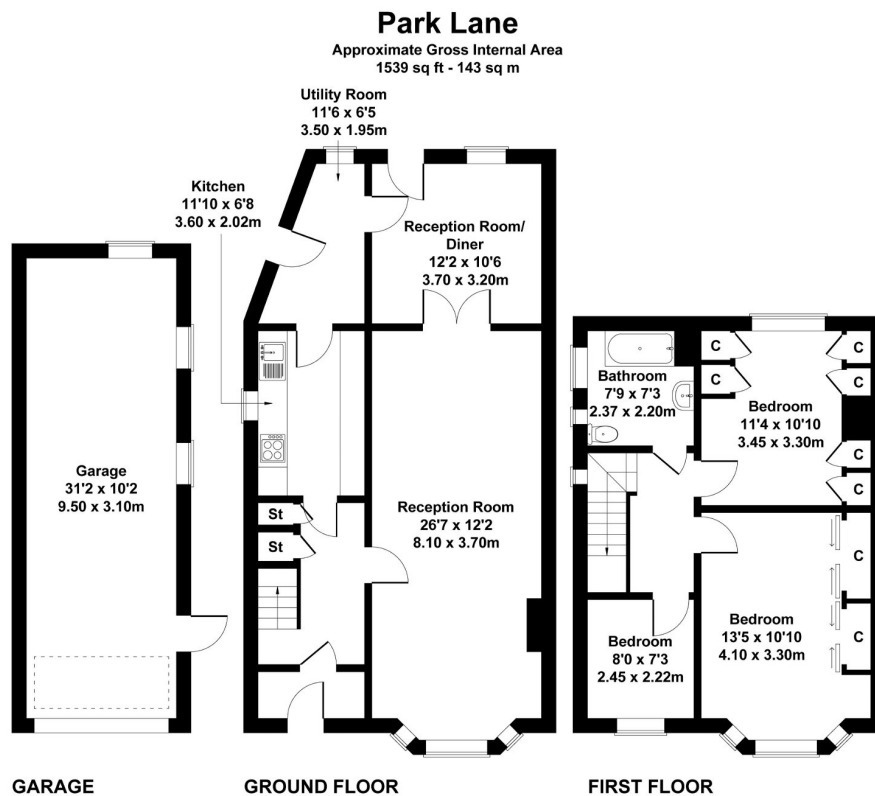 Park Lane
Approximate Gross Internal Area
1539 sq ft - 143 sq m
Utility Room
11'6 x 6'5
3.50 x 1.95m
Kitchen
11'10 x 6'8
3.60 x 2.02m
Reception Room/
Diner
12'2 x 10'6
3.70 x 3.20m
Garage
31'2 x 10'2
9.50 x 3.10m
St
St
Reception Room
26'7 x 12'2
8.10 x 3.70m
Bathroom
7'9 x 7'3
2.37 x 2.20m
C
C
C
C
Bedroom
11'4 x 10'10
3.45 x 3.30m
C
C
C
C
Bedroom
13'5 x 10'10
4.10 x 3.30m
Bedroom
8'0 x 7'3
2.45 x 2.22m
GARAGE
GROUND FLOOR
FIRST FLOOR